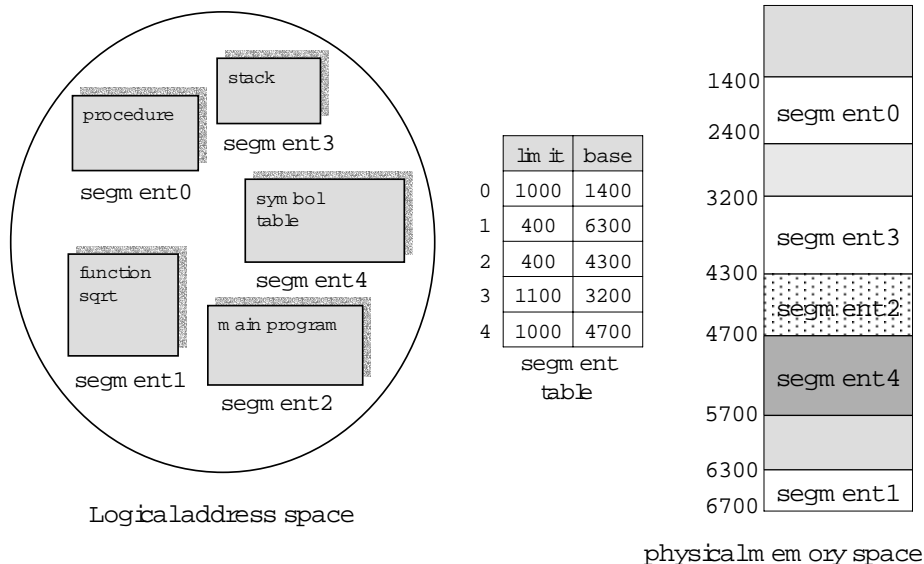 stack
procedure
segment3
segment0
symbol
table
function
sqrt
segment4
main program
segment1
segment2
Logical address space
limit base
0 1000 1400
1 400 6300
2 400 4300
3 1100 3200
4 1000 4700
segment
table
1400
segment0
2400
3200
segment3
4300
segment2
4700
segment4
5700
6300
segment1
6700
physical memory space